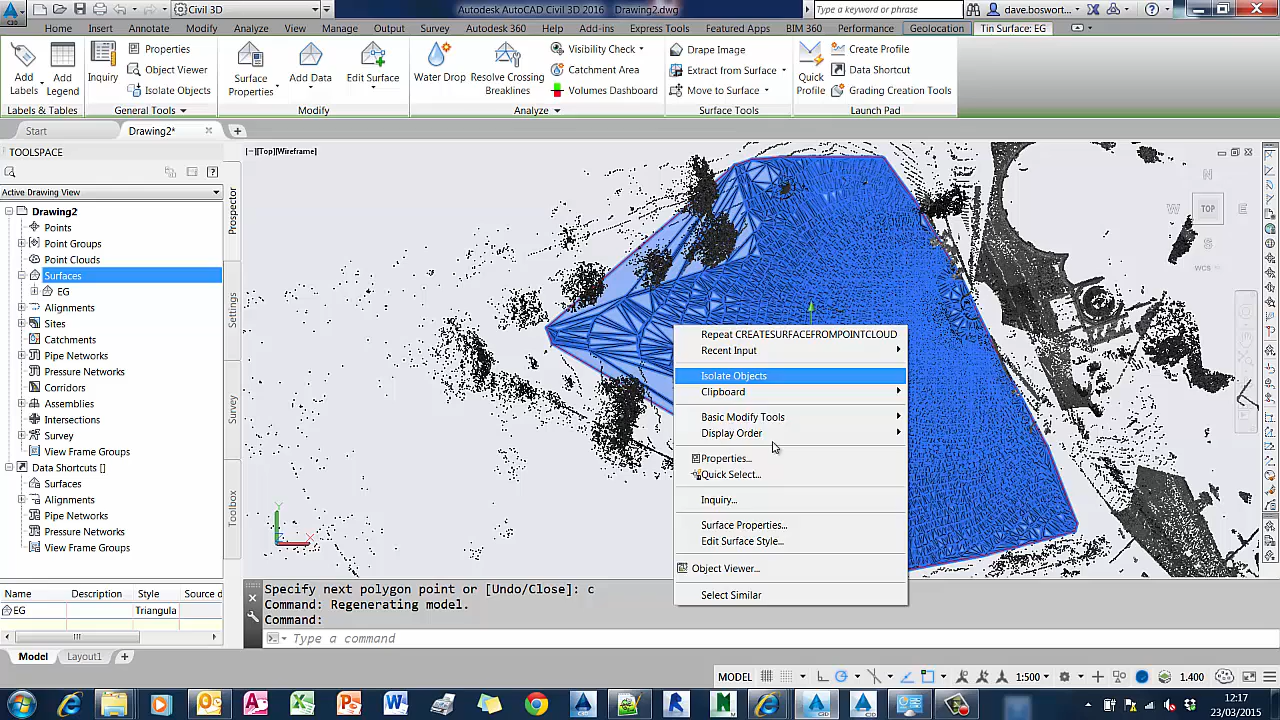 Civil 3D
Autodesk AutoCAD Civil 3D 2016 Drawing2.dwg
Type a keyword or phrase
dave.boswort...
Home Insert Annotate Modify Analyze View Manage Output Survey Autodesk 360 Help Add-ins Express Tools Featured Apps BIM 360 Performance Geolocation Tin Surface: EG
Add Labels
Add Legend
Inquiry
Properties
Object Viewer
Isolate Objects
Surface Properties
Add Data
Edit Surface
Water Drop
Resolve Crossing Breaklines
Visibility Check
Catchment Area
Volumes Dashboard
Drape Image
Extract from Surface
Move to Surface
Quick Profile
Create Profile
Data Shortcut
Grading Creation Tools
Labels & Tables General Tools Modify Analyze Surface Tools Launch Pad
Start Drawing2*
TOOLSPACE
Active Drawing View
Drawing2
Points
Point Groups
Point Clouds
Surfaces
EG
Alignments
Sites
Catchments
Pipe Networks
Pressure Networks
Corridors
Assemblies
Intersections
Survey
View Frame Groups
Data Shortcuts []
Surfaces
Alignments
Pipe Networks
Pressure Networks
View Frame Groups
Prospector
Settings
Survey
Toolbox
Name Description Style Source d
EG Triangula
[-][Top][Wireframe]
N
W TOP E
S
WCS
Y
X
Repeat CREATESURFACEFROMPOINTCLOUD
Recent Input
Isolate Objects
Clipboard
Basic Modify Tools
Display Order
Properties...
Quick Select...
Inquiry...
Surface Properties...
Edit Surface Style...
Object Viewer...
Select Similar
Specify next polygon point or [Undo/Close]: c
Command: Regenerating model.
Command:
Type a command
Model Layout1
MODEL 1:500 1.400
12:17
23/03/2015